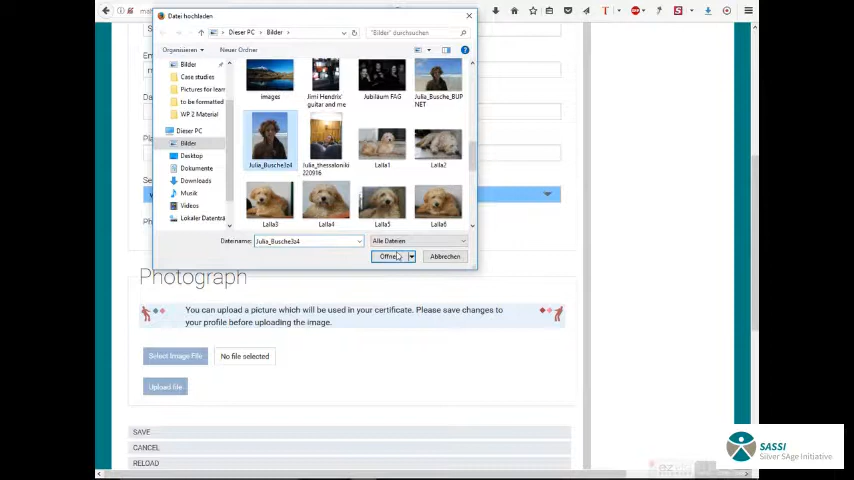 Datei hochladen
Dieser PC > Bilder >
"Bilder" durchsuchen
Organisieren
Neuer Ordner
Bilder
Case studies
Pictures for learn
to be formatted
WP 2 Material
Dieser PC
Bilder
Desktop
Dokumente
Downloads
Musik
Videos
Lokaler Datenträ
images
Jimi Hendrix'
guitar and me
Jubiläum FAG
Julia_Busche_BUP
NET
Julia_Busche3z4
Julia_thessaloniki
220916
Lalla1
Lalla2
Lalla3
Lalla4
Lalla5
Lalla6
Dateiname:
Julia_Busche3z4
Alle Dateien
Öffnen
Abbrechen
Photograph
You can upload a picture which will be used in your certificate. Please save changes to
your profile before uploading the image.
Select Image File
No file selected
Upload file
SAVE
CANCEL
RELOAD
SASSI
Silver SAge Initiative